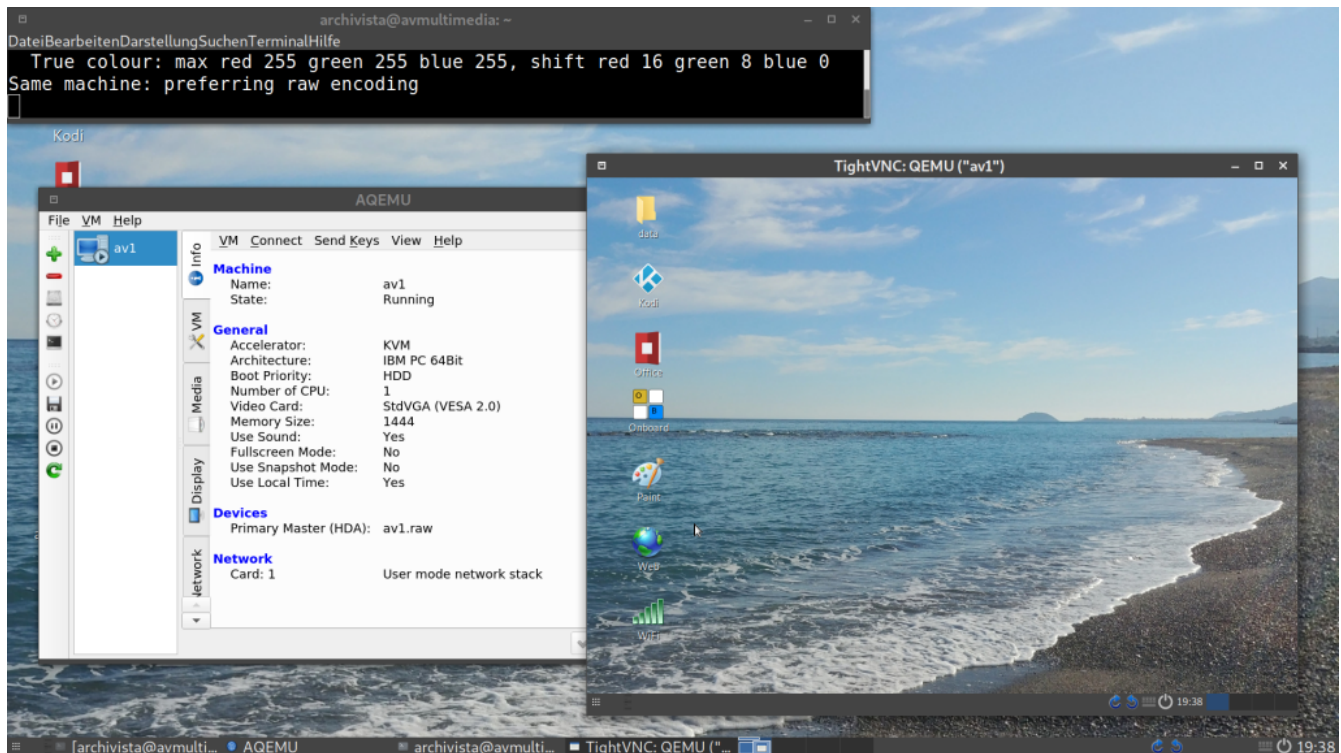 archivista@avmultimedia: ~
DateiBearbeitenDarstellungSuchenTerminalHilfe
True colour: max red 255 green 255 blue 255, shift red 16 green 8 blue 0
Same machine: preferring raw encoding
Kodi
AQEMU
File VM Help
av1
Info
VM
Media
Display
Network
VM Connect Send Keys View Help
Machine
Name: av1
State: Running
General
Accelerator: KVM
Architecture: IBM PC 64Bit
Boot Priority: HDD
Number of CPU: 1
Video Card: StdVGA (VESA 2.0)
Memory Size: 1444
Use Sound: Yes
Fullscreen Mode: No
Use Snapshot Mode: No
Use Local Time: Yes
Devices
Primary Master (HDA): av1.raw
Network
Card: 1 User mode network stack
TightVNC: QEMU ("av1")
data
Kodi
Office
O
B
Onboard
Paint
Web
WiFi
19:38
[archivista@avmulti... AQEMU archivista@avmulti... TightVNC: QEMU ("... 19:38